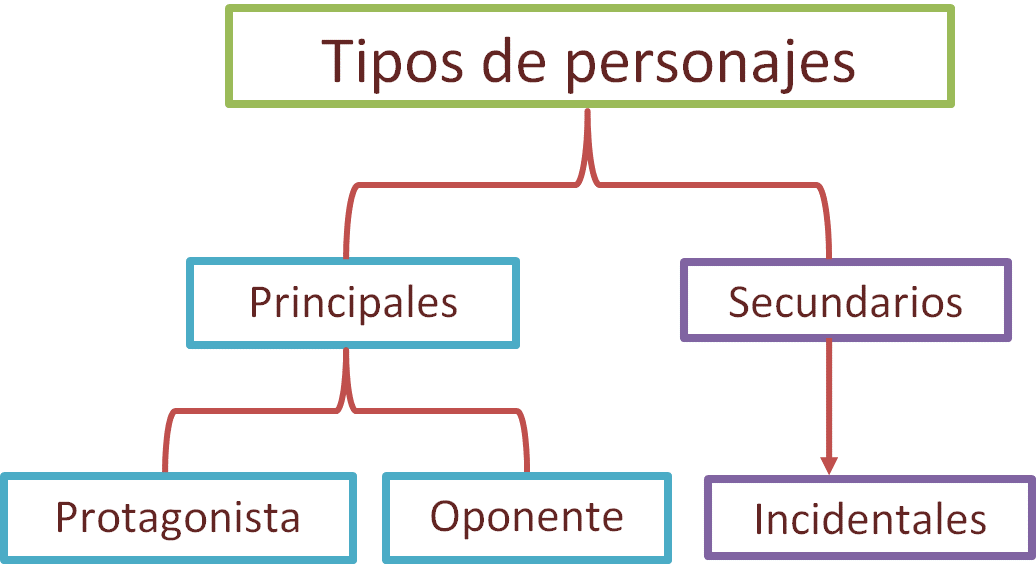 Tipos de personajes
Principales
Secundarios
Protagonista
Oponente
Incidentales